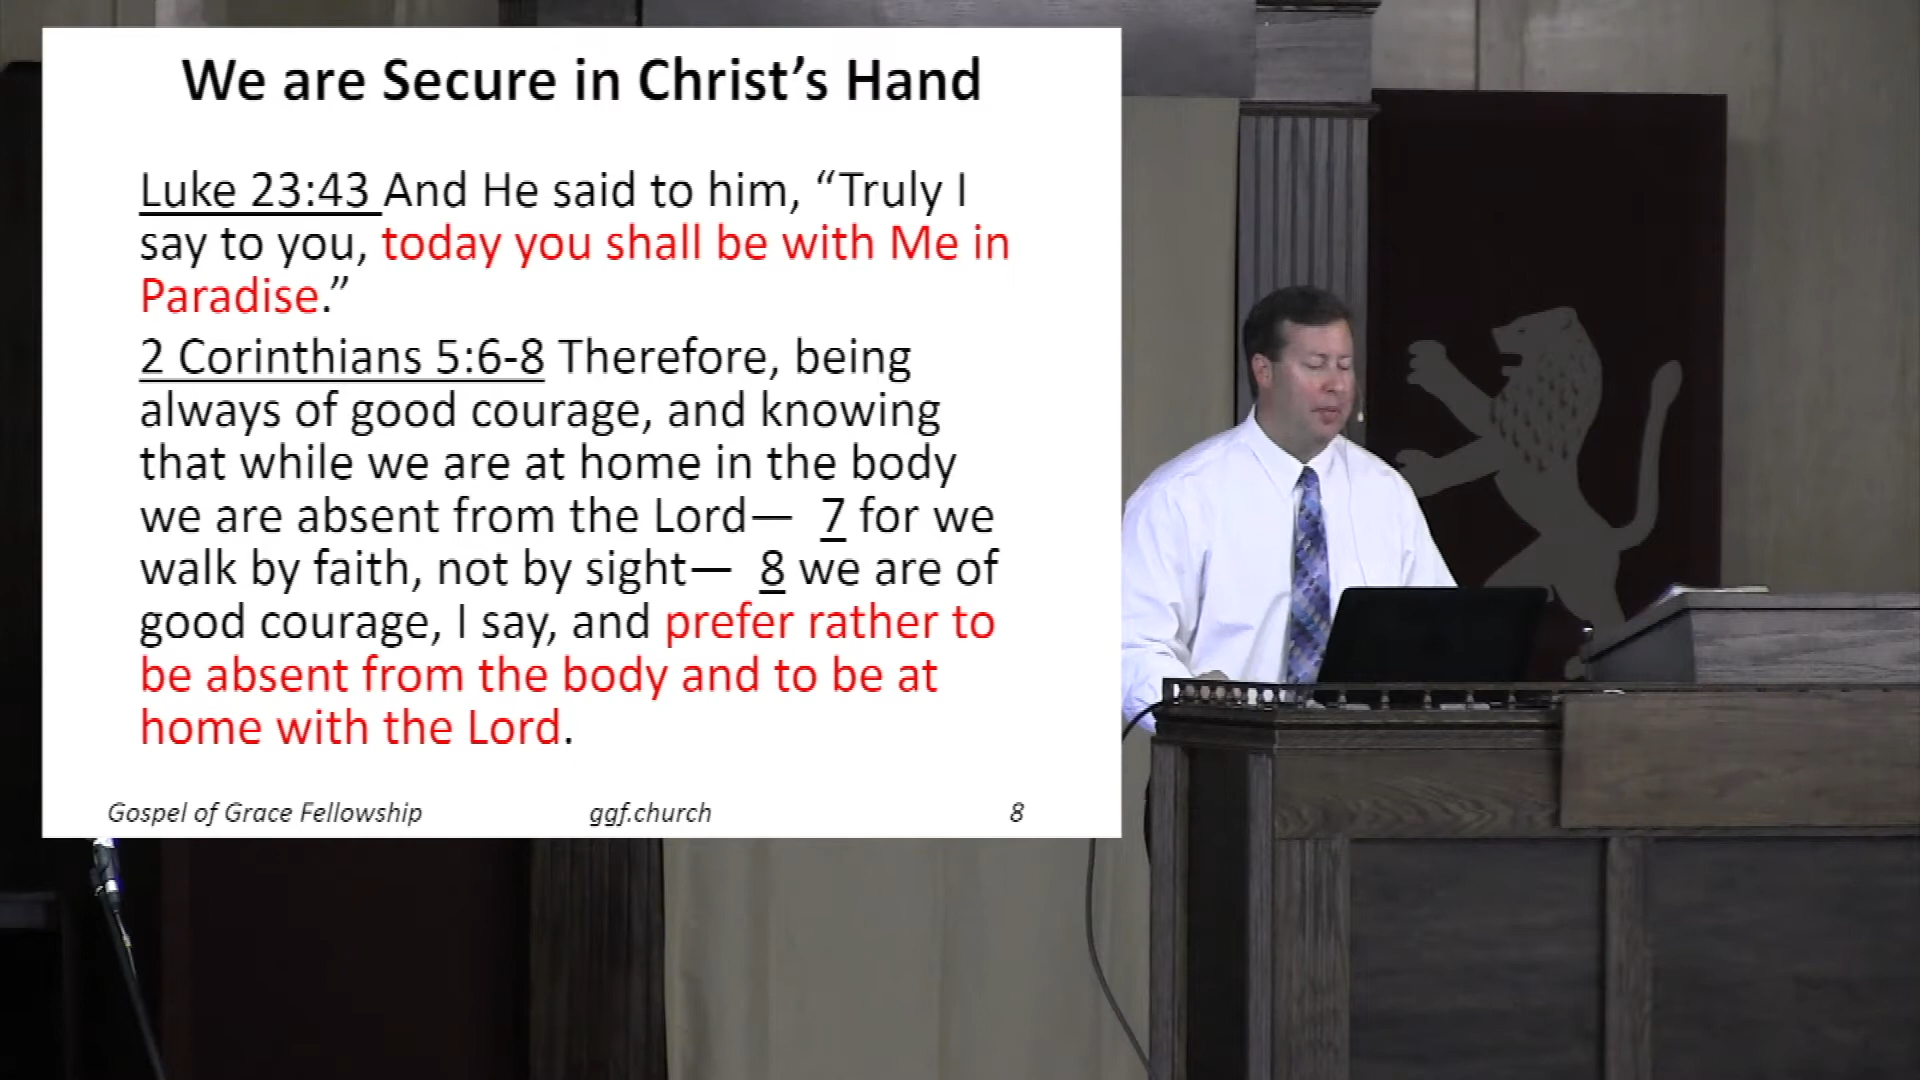 We are Secure in Christ’s Hand
Luke 23:43 And He said to him, “Truly I
say to you, today you shall be with Me in
Paradise.”
2 Corinthians 5:6-8 Therefore, being
always of good courage, and knowing
that while we are at home in the body
we are absent from the Lord— 7 for we
walk by faith, not by sight— 8 we are of
good courage, I say, and prefer rather to
be absent from the body and to be at
home with the Lord.
Gospel of Grace Fellowship ggf.church 8